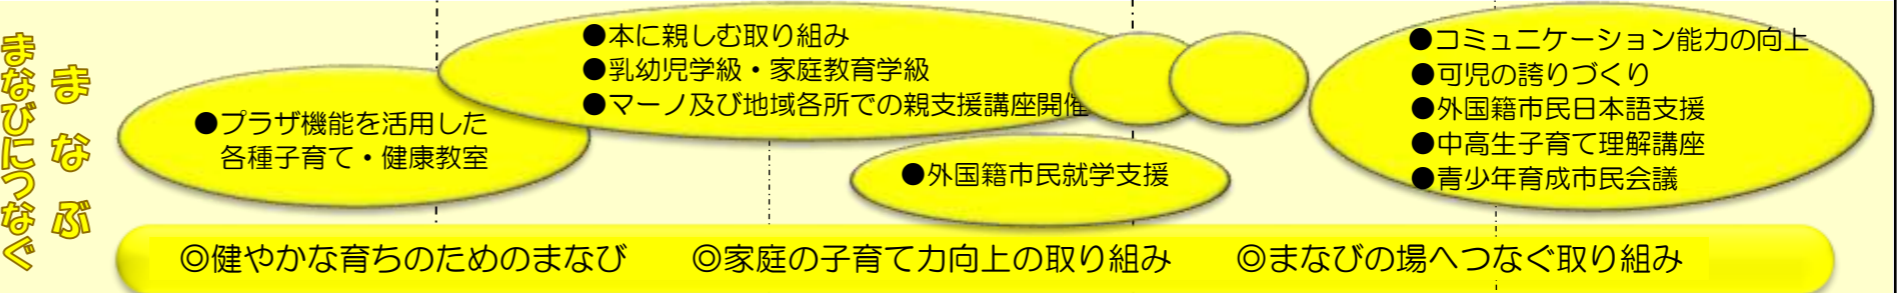 まなぶ
まなびにつなぐ
●プラザ機能を活用した
各種子育て・健康教室
●本に親しむ取り組み
●乳幼児学級・家庭教育学級
●マーノ及び地域各所での親支援講座開催
●外国籍市民就学支援
●コミュニケーション能力の向上
●可児の誇りづくり
●外国籍市民日本語支援
●中高生子育て理解講座
●青少年育成市民会議
◎健やかな育ちのためのまなび
◎家庭の子育て力向上の取り組み
◎まなびの場へつなぐ取り組み